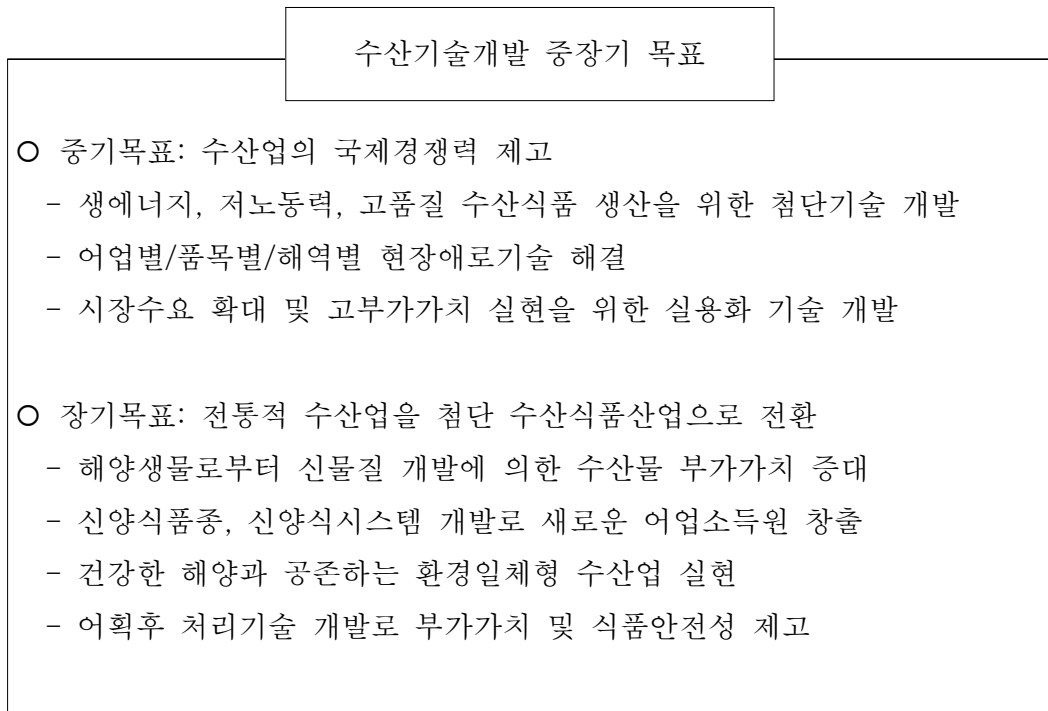 수산기술개발 중장기 목표
○ 중기목표: 수산업의 국제경쟁력 제고
- 생에너지, 저노동력, 고품질 수산식품 생산을 위한 첨단기술 개발
- 어업별/품목별/해역별 현장애로기술 해결
- 시장수요 확대 및 고부가가치 실현을 위한 실용화 기술 개발
○ 장기목표: 전통적 수산업을 첨단 수산식품산업으로 전환
- 해양생물로부터 신물질 개발에 의한 수산물 부가가치 증대
- 신양식품종, 신양식시스템 개발로 새로운 어업소득원 창출
- 건강한 해양과 공존하는 환경일체형 수산업 실현
- 어획후 처리기술 개발로 부가가치 및 식품안전성 제고